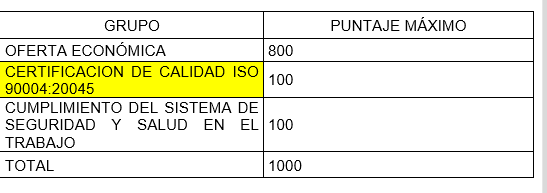 GRUPO PUNTAJE MÁXIMO
OFERTA ECONÓMICA 800
CERTIFICACION DE CALIDAD ISO
90004:20045 100
CUMPLIMIENTO DEL SISTEMA DE
SEGURIDAD Y SALUD EN EL
TRABAJO 100
TOTAL 1000